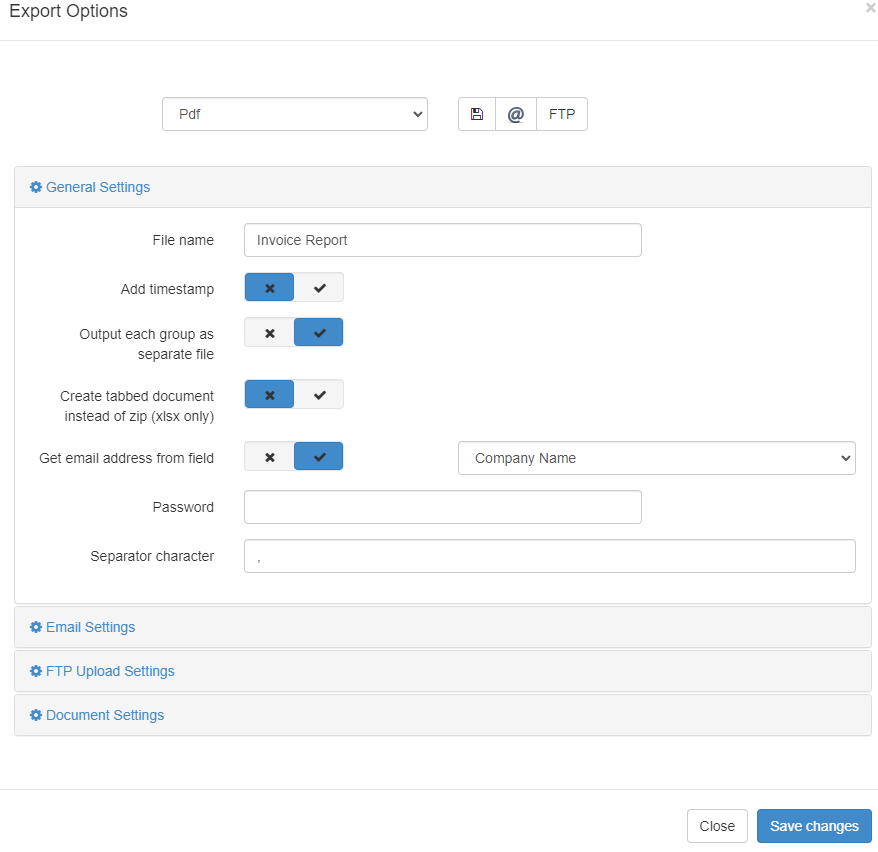 Export Options
Pdf
@ FTP
General Settings
File name Invoice Report
Add timestamp
Output each group as
separate file
Create tabbed document
instead of zip (xlsx only)
Get email address from field Company Name
Password
Separator character ,
Email Settings
FTP Upload Settings
Document Settings
Close Save changes